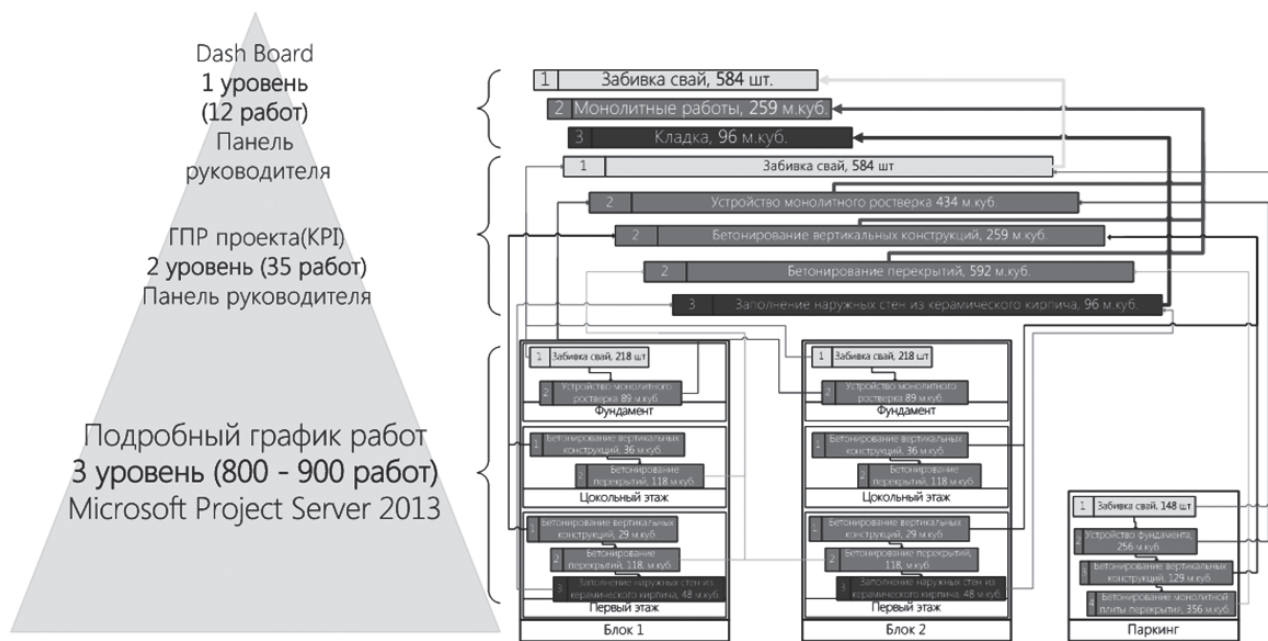 Dash Board
1 уровень
(12 работ)
Панель
руководителя
ГПР проекта(KPI)
2 уровень (35 работ)
Панель руководителя
Подробный график работ
3 уровень (800 - 900 работ)
Microsoft Project Server 2013
1 Забивка свай, 584 шт.
2 Монолитные работы, 259 м.куб.
3 Кладка, 96 м.куб.
1 Забивка свай, 584 шт
2 Устройство монолитного ростверка 434 м.куб.
2 Бетонирование вертикальных конструкций, 259 м.куб.
2 Бетонирование перекрытий, 592 м.куб.
3 Заполнение наружных стен из керамического кирпича, 96 м.куб.
1 Забивка свай, 218 шт
2 Устройство монолитного
ростверка 89 м.куб
Фундамент
1 Бетонирование вертикальных
конструкций, 36 м.куб
2 Бетонирование
перекрытий, 118 м.куб
Цокольный этаж
1 Бетонирование вертикальных
конструкций, 29 м.куб
2 Бетонирование
перекрытий, 118, м.куб
3 Заполнение наружных стен из
керамического кирпича, 48 м.куб.
Первый этаж
Блок 1
1 Забивка свай, 218 шт
2 Устройство монолитного
ростверка 89 м.куб
Фундамент
1 Бетонирование вертикальных
конструкций, 36 м.куб
2 Бетонирование
перекрытий, 118 м.куб
Цокольный этаж
1 Бетонирование вертикальных
конструкций, 29 м.куб
2 Бетонирование
перекрытий, 118, м.куб
3 Заполнение наружных стен из
керамического кирпича, 48 м.куб
Первый этаж
Блок 2
1 Забивка свай, 148 шт
2 Устройство фундамента,
256 м.куб
3 Бетонирование вертикальных
конструкций, 129 м.куб
4 Бетонирование монолитной
плиты перекрытия, 356 м.куб
Паркинг